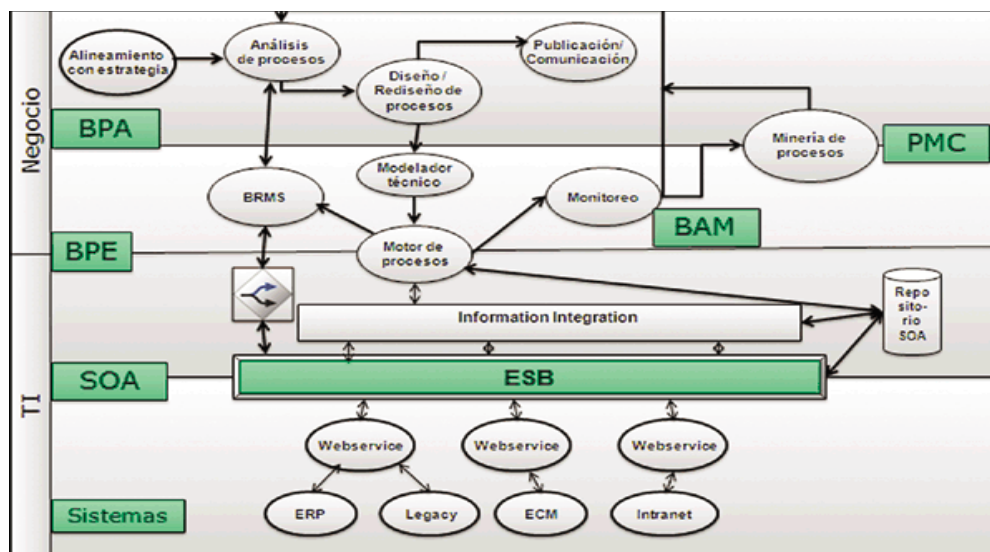 Negocio
TI
Alineamiento
con estrategia
Análisis
de procesos
Diseño /
Rediseño de
procesos
Publicación/
Comunicación
BPA
Minería de
procesos
PMC
Modelador
técnico
BRMS
Monitoreo
BAM
BPE
Motor de
procesos
Information Integration
Repo
sito-
rio
SOA
SOA
ESB
Webservice
Webservice
Webservice
Sistemas
ERP
Legacy
ECM
Intranet